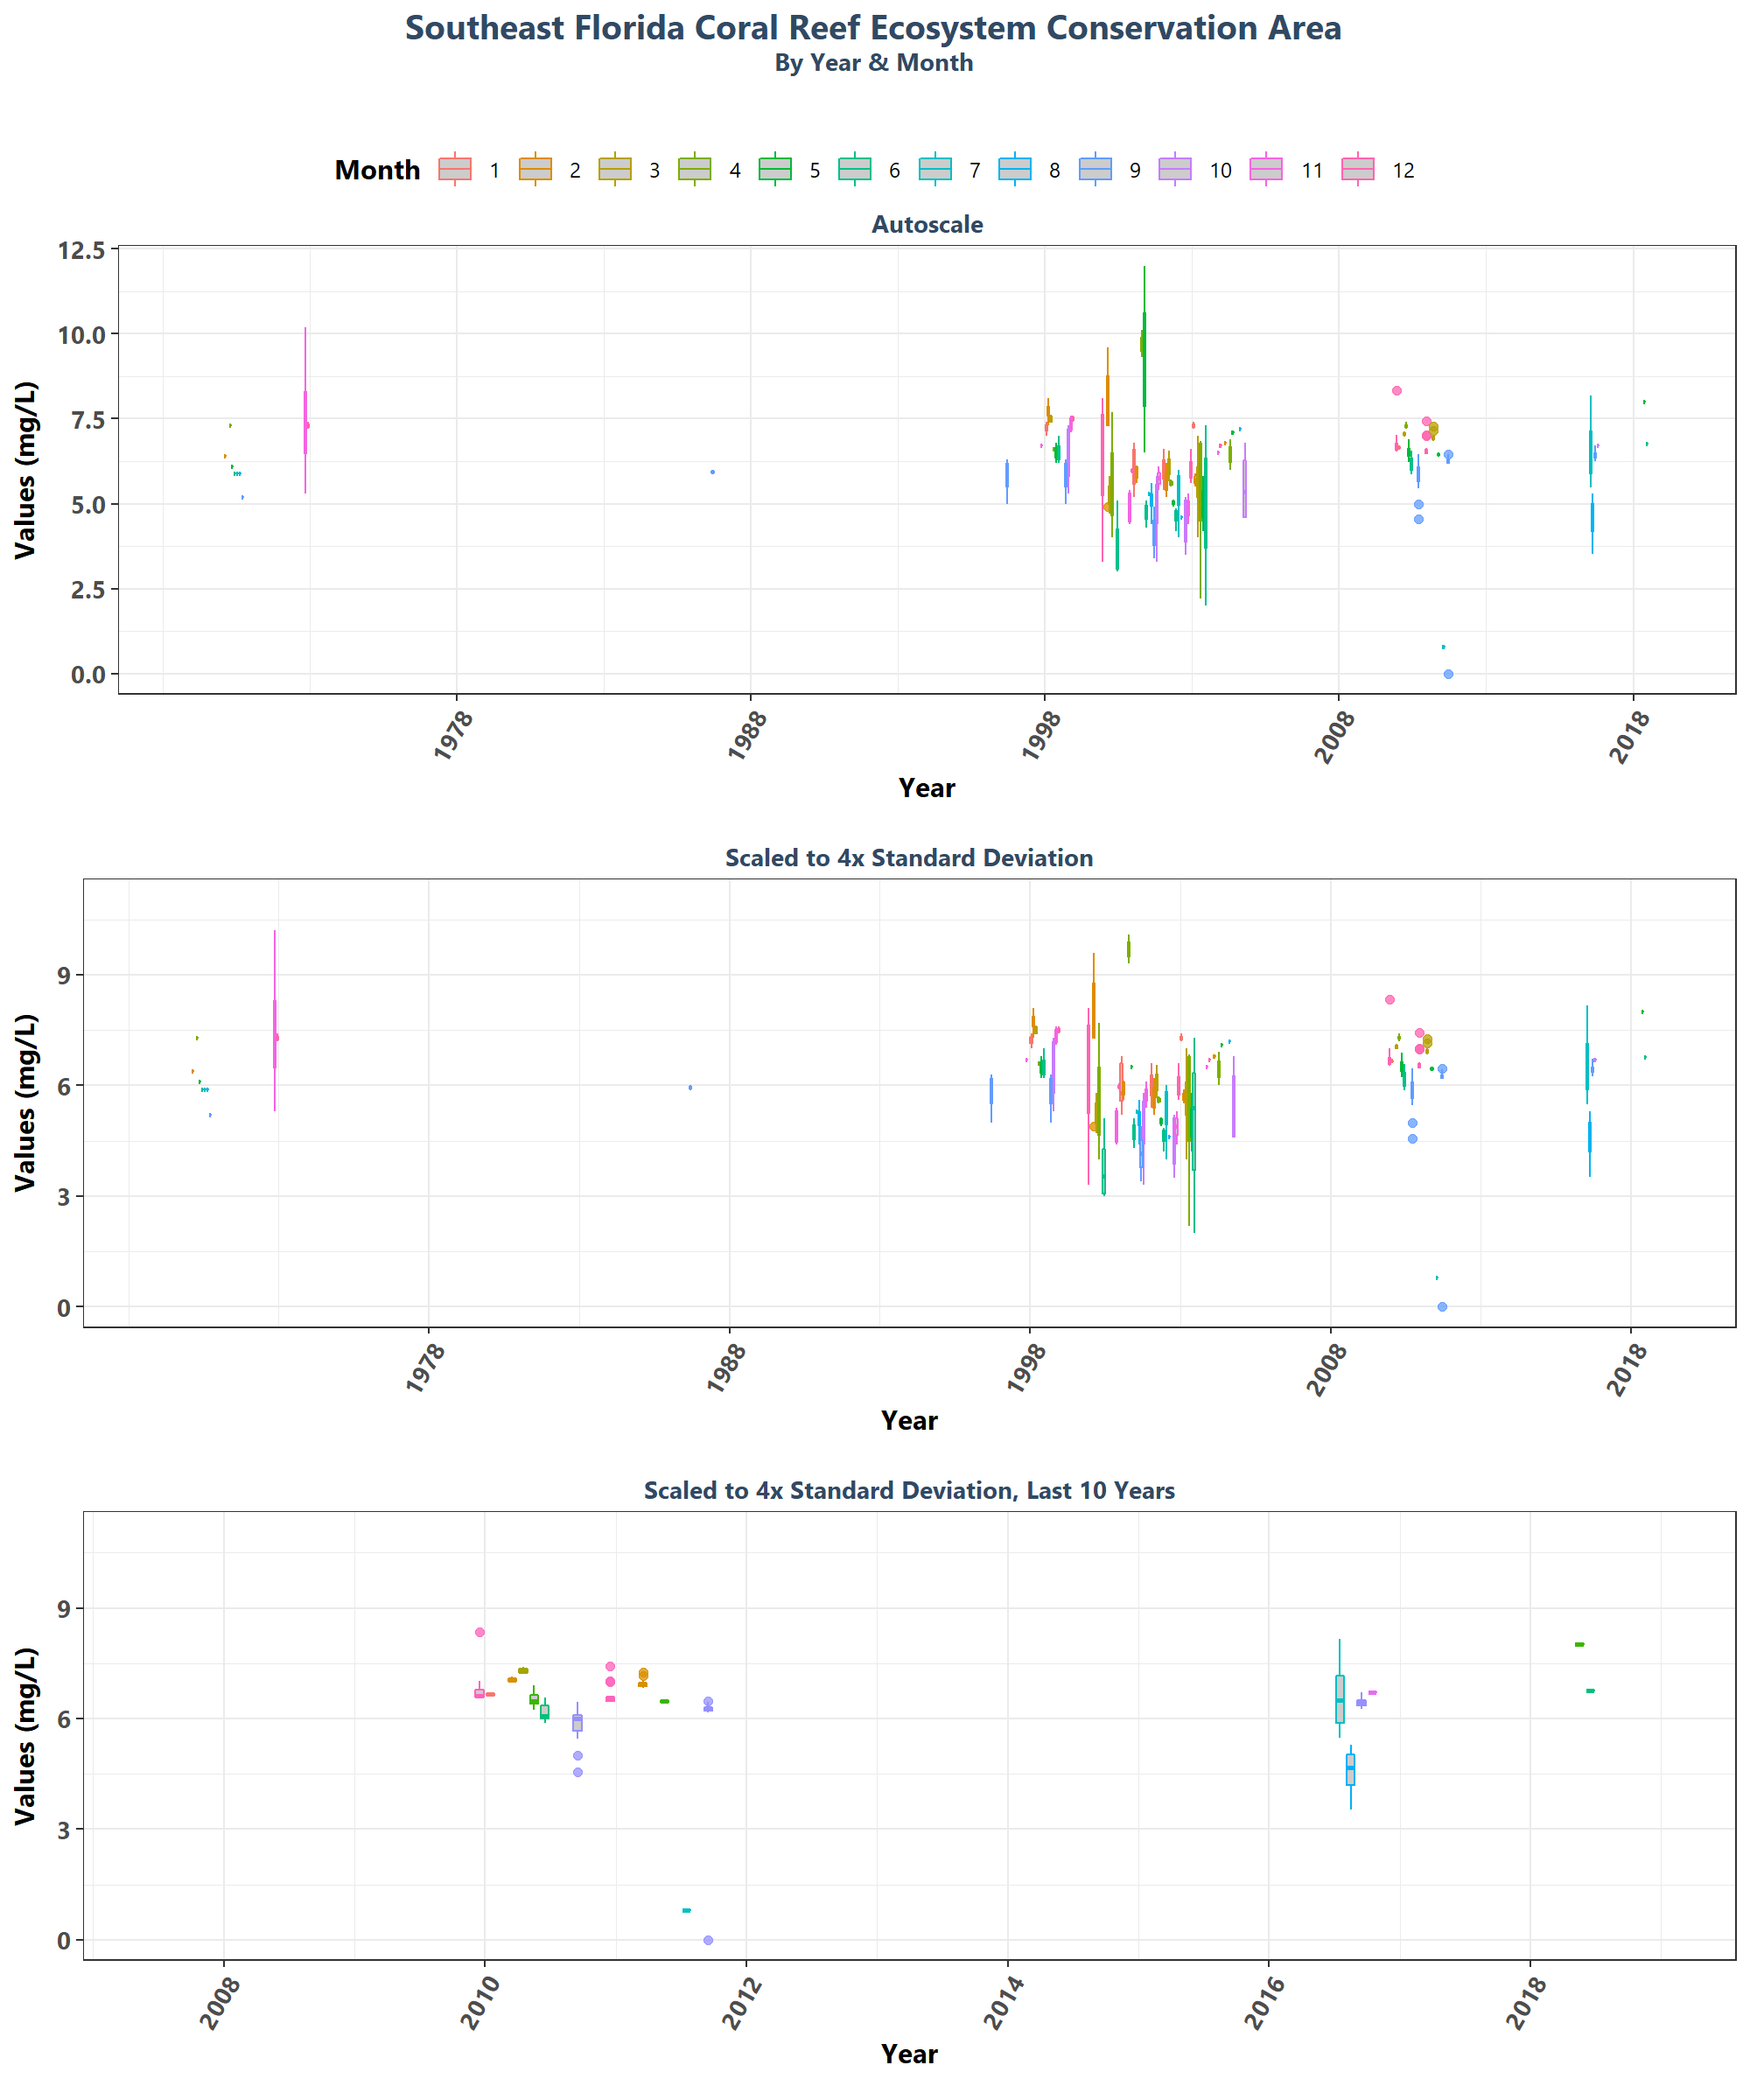 Southeast Florida Coral Reef Ecosystem Conservation Area
By Year & Month
Month 1 2 3 4 5 6 7 8 9 10 11 12
Autoscale
Values (mg/L)
12.5
10.0
7.5
5.0
2.5
0.0
1978 1988 1998 2008 2018
Year
Scaled to 4x Standard Deviation
Values (mg/L)
9
6
3
0
1978 1988 1998 2008 2018
Year
Scaled to 4x Standard Deviation, Last 10 Years
Values (mg/L)
9
6
3
0
2008 2010 2012 2014 2016 2018
Year